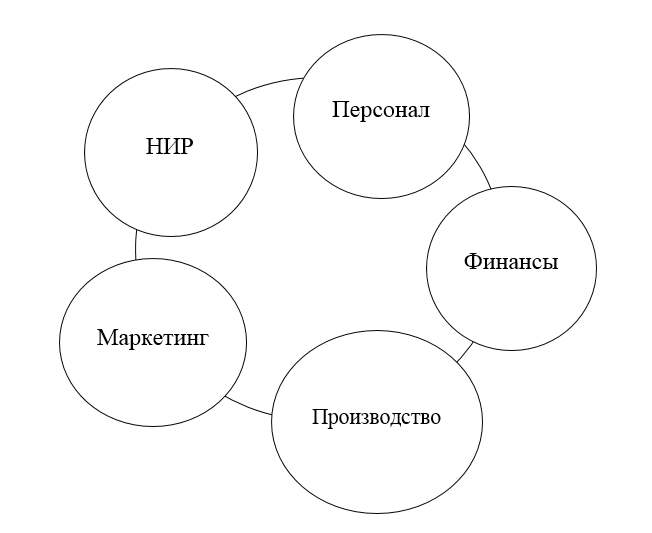 Персонал
НИР
Финансы
Маркетинг
Производство